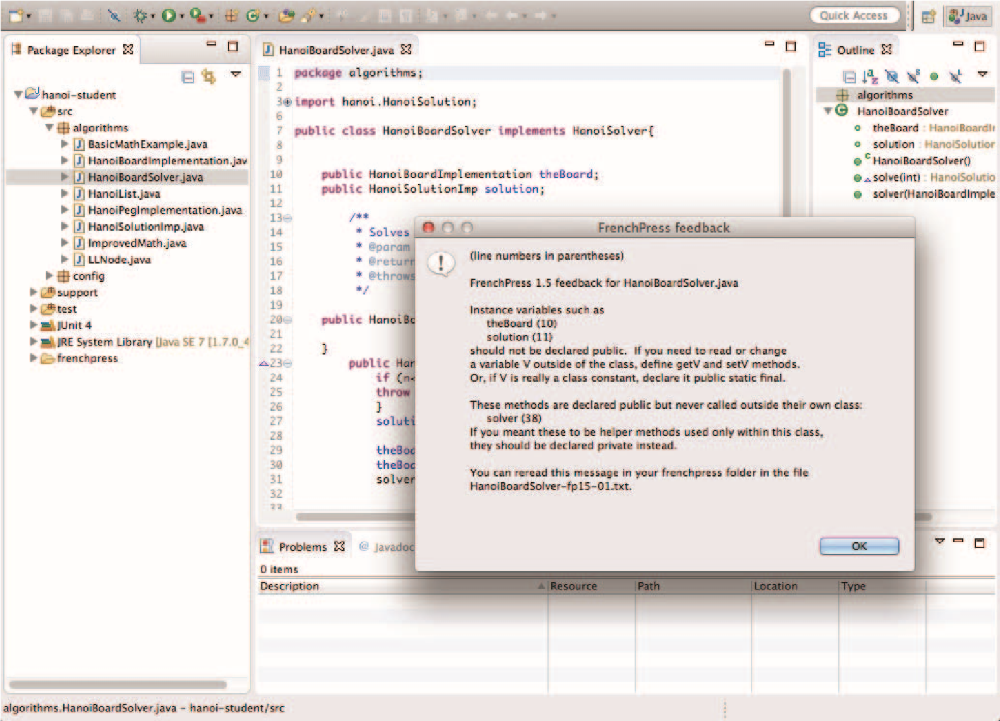 Quick Access
Java
Package Explorer
hanoi-student
src
algorithms
BasicMathExample.java
HanoiBoardImplementation.jav
HanoiBoardSolver.java
HanoiList.java
HanoiPegImplementation.java
HanoiSolutionImp.java
ImprovedMath.java
LLNode.java
config
support
test
JUnit 4
JRE System Library [Java SE 7 [1.7.0_4
frenchpress
HanoiBoardSolver.java
1 package algorithms;
2
3 import hanoi.HanoiSolution;
6
7 public class HanoiBoardSolver implements HanoiSolver{
8
9
10 public HanoiBoardImplementation theBoard;
11 public HanoiSolutionImp solution;
12
13 /**
14 * Solves
15 * @param
16 * @return
17 * @throws
18 */
19
20 public HanoiBo
21
22 }
23 public Han
24 if (n<
25 throw
26 }
27 soluti
28
29 theBoa
30 theBoa
31 solver
32
33
Outline
algorithms
HanoiBoardSolver
theBoard : HanoiBoardI
solution : HanoiSolution
HanoiBoardSolver()
solve(int) : HanoiSolutio
solver(HanoiBoardImple
FrenchPress feedback
(line numbers in parentheses)
FrenchPress 1.5 feedback for HanoiBoardSolver.java
Instance variables such as
theBoard (10)
solution (11)
should not be declared public. If you need to read or change
a variable V outside of the class, define getV and setV methods.
Or, if V is really a class constant, declare it public static final.
These methods are declared public but never called outside their own class:
solver (38)
If you meant these to be helper methods used only within this class,
they should be declared private instead.
You can reread this message in your frenchpress folder in the file
HanoiBoardSolver-fp15-01.txt.
OK
Problems
@ Javadoc
0 items
Description Resource Path Location Type
algorithms.HanoiBoardSolver.java - hanoi-student/src